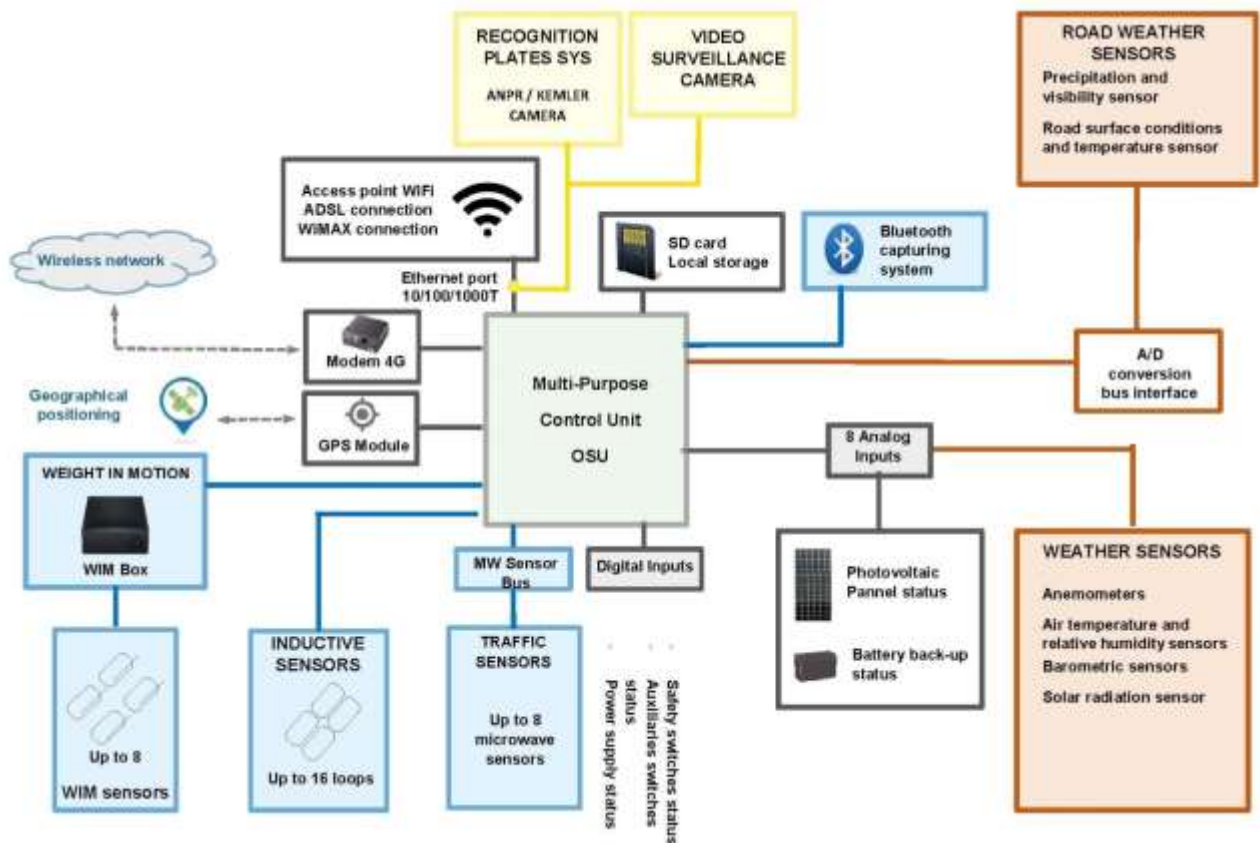 RECOGNITION
PLATES SYS
ANPR / KEMLER
CAMERA
VIDEO
SURVEILLANCE
CAMERA
ROAD WEATHER
SENSORS
Precipitation and
visibility sensor
Road surface conditions
and temperature sensor
Access point WIFi
ADSL connection
WiMAX connection
SD card
Local storage
Bluetooth
capturing
system
Wireless network
Ethernet port
10/100/1000T
Modem 4G
A/D
conversion
bus interface
Geographical
positioning
GPS Module
Multi-Purpose
Control Unit
OSU
8 Analog
Inputs
WEIGHT IN MOTION
WIM Box
MW Sensor
Bus
Digital Inputs
Photovoltaic
Pannel status
Battery back-up
status
WEATHER SENSORS
Anemometers
Air temperature and
relative humidity sensors
Barometric sensors
Solar radiation sensor
Up to 8
WIM sensors
INDUCTIVE
SENSORS
Up to 16 loops
TRAFFIC
SENSORS
Up to 8
microwave
sensors
Safety switches status
Auxiliaries switches
status
Power supply status